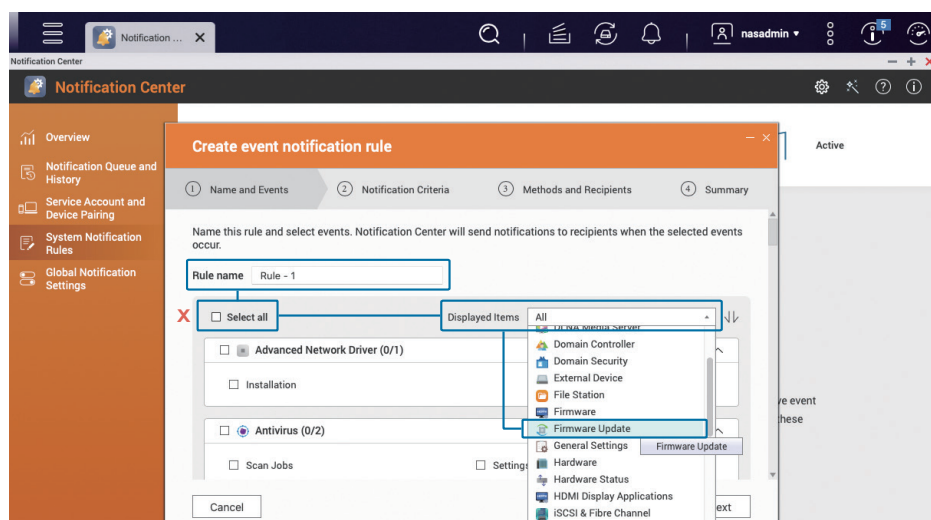 Notification ...
5
nasadmin
Notification Center
Notification Center
Overview
Notification Queue and
History
Service Account and
Device Pairing
System Notification
Rules
Global Notification
Settings
Active
Create event notification rule
1 Name and Events
2 Notification Criteria
3 Methods and Recipients
4 Summary
Name this rule and select events. Notification Center will send notifications to recipients when the selected events
occur.
Rule name Rule - 1
X
Select all
Displayed Items All
DLNA Media Server
Domain Controller
Domain Security
External Device
File Station
Firmware
Firmware Update
General Settings
Firmware Update
Hardware
Hardware Status
HDMI Display Applications
iSCSI & Fibre Channel
Advanced Network Driver (0/1)
Installation
Antivirus (0/2)
Scan Jobs
Settings
event
these
Cancel